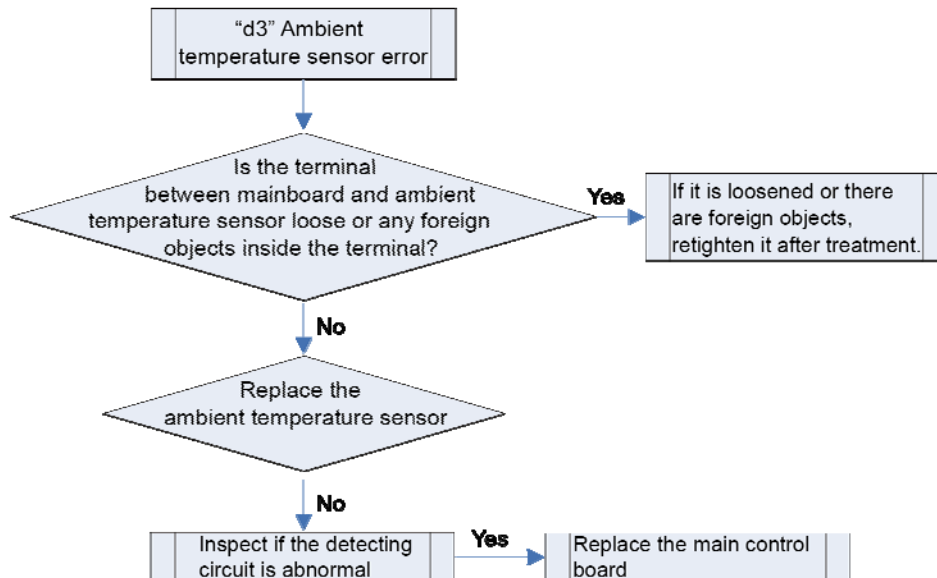 “d3” Ambient
temperature sensor error
Is the terminal
between mainboard and ambient
temperature sensor loose or any foreign
objects inside the terminal?
Yes
If it is loosened or there
are foreign objects,
retighten it after treatment.
No
Replace the
ambient temperature sensor
No
Inspect if the detecting
circuit is abnormal
Yes
Replace the main control
board